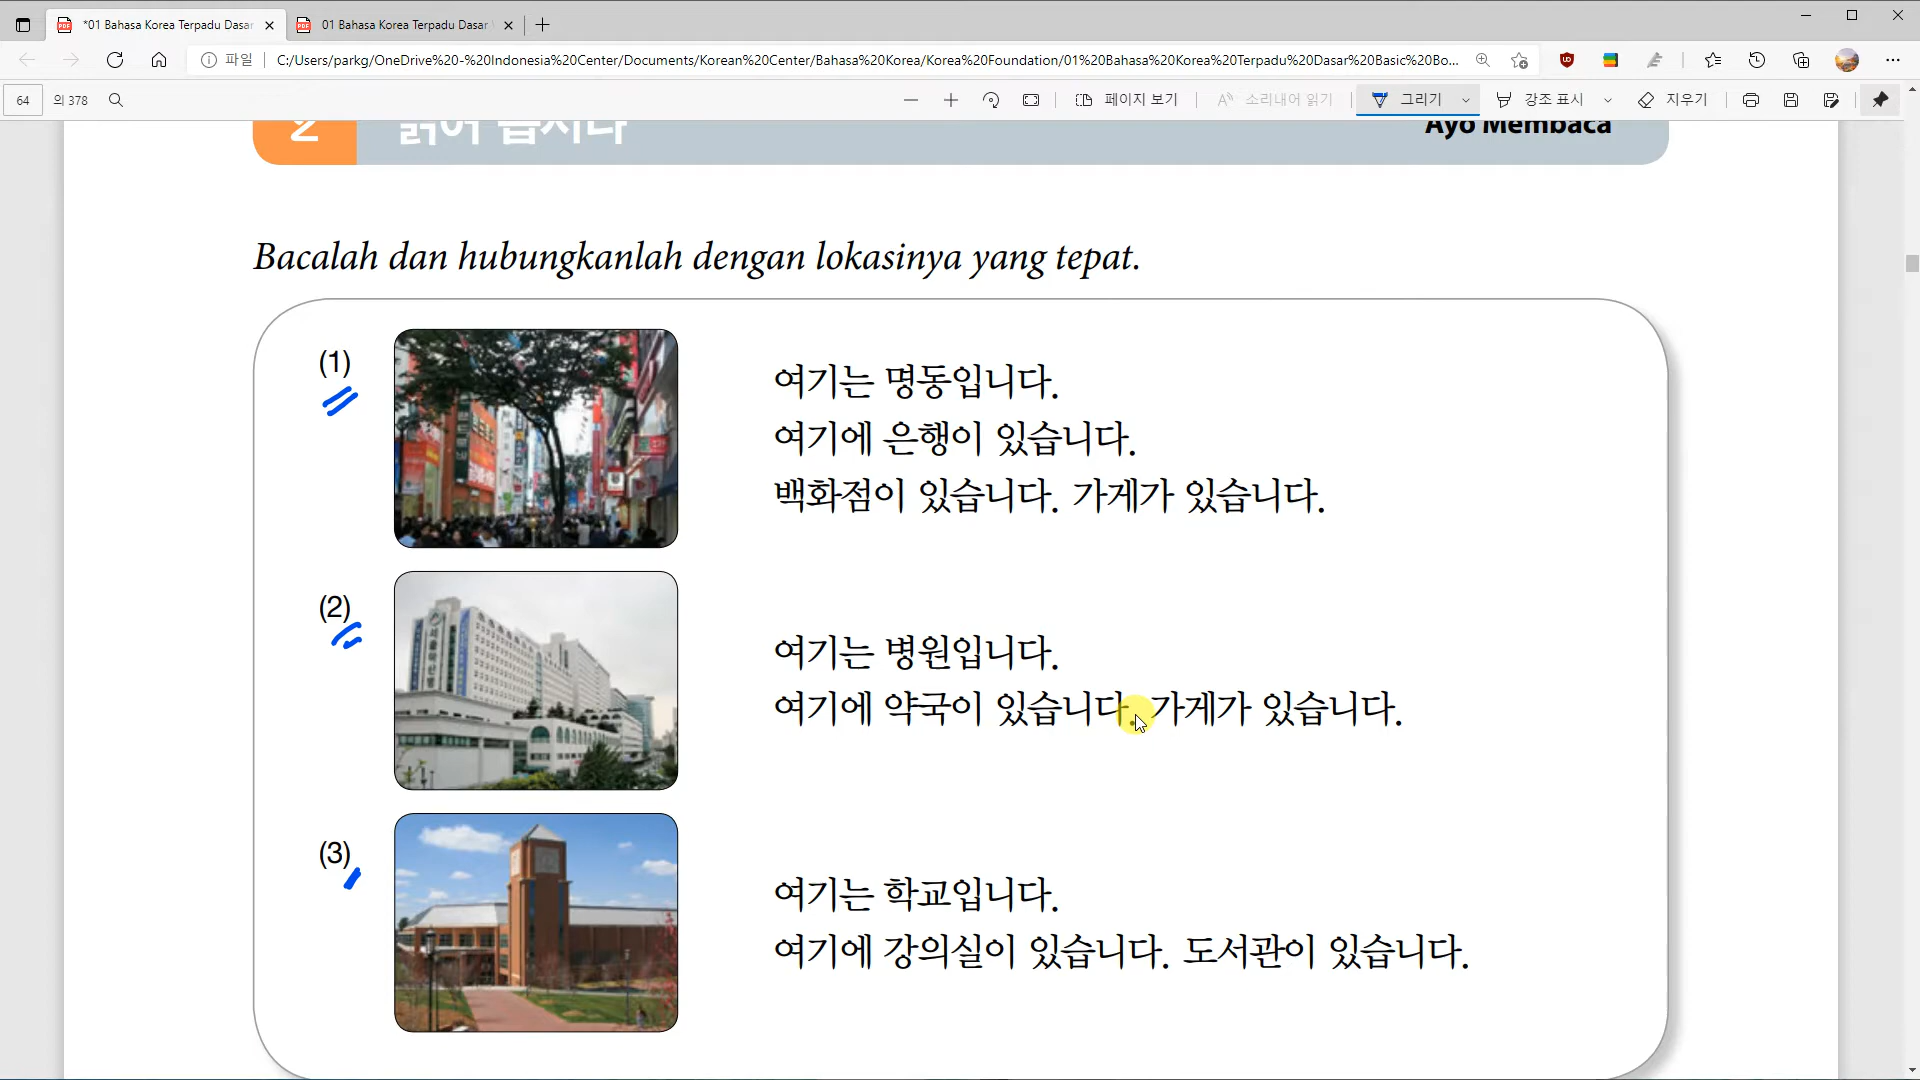 *01 Bahasa Korea Terpadu Dasar
01 Bahasa Korea Terpadu Dasar
파일
C:/Users/parkg/OneDrive%20-%20Indonesia%20Center/Documents/Korean%20Center/Bahasa%20Korea/Korea%20Foundation/01%20Bahasa%20Korea%20Terpadu%20Dasar%20Basic%20Bo...
64 의 378
페이지 보기
소리내어 읽기
그리기
강조 표시
지우기
2 읽어 봅시다
Ayo Membaca
Bacalah dan hubungkanlah dengan lokasinya yang tepat.
(1)
여기는 명동입니다.
여기에 은행이 있습니다.
백화점이 있습니다. 가게가 있습니다.
(2)
여기는 병원입니다.
여기에 약국이 있습니다. 가게가 있습니다.
(3)
여기는 학교입니다.
여기에 강의실이 있습니다. 도서관이 있습니다.